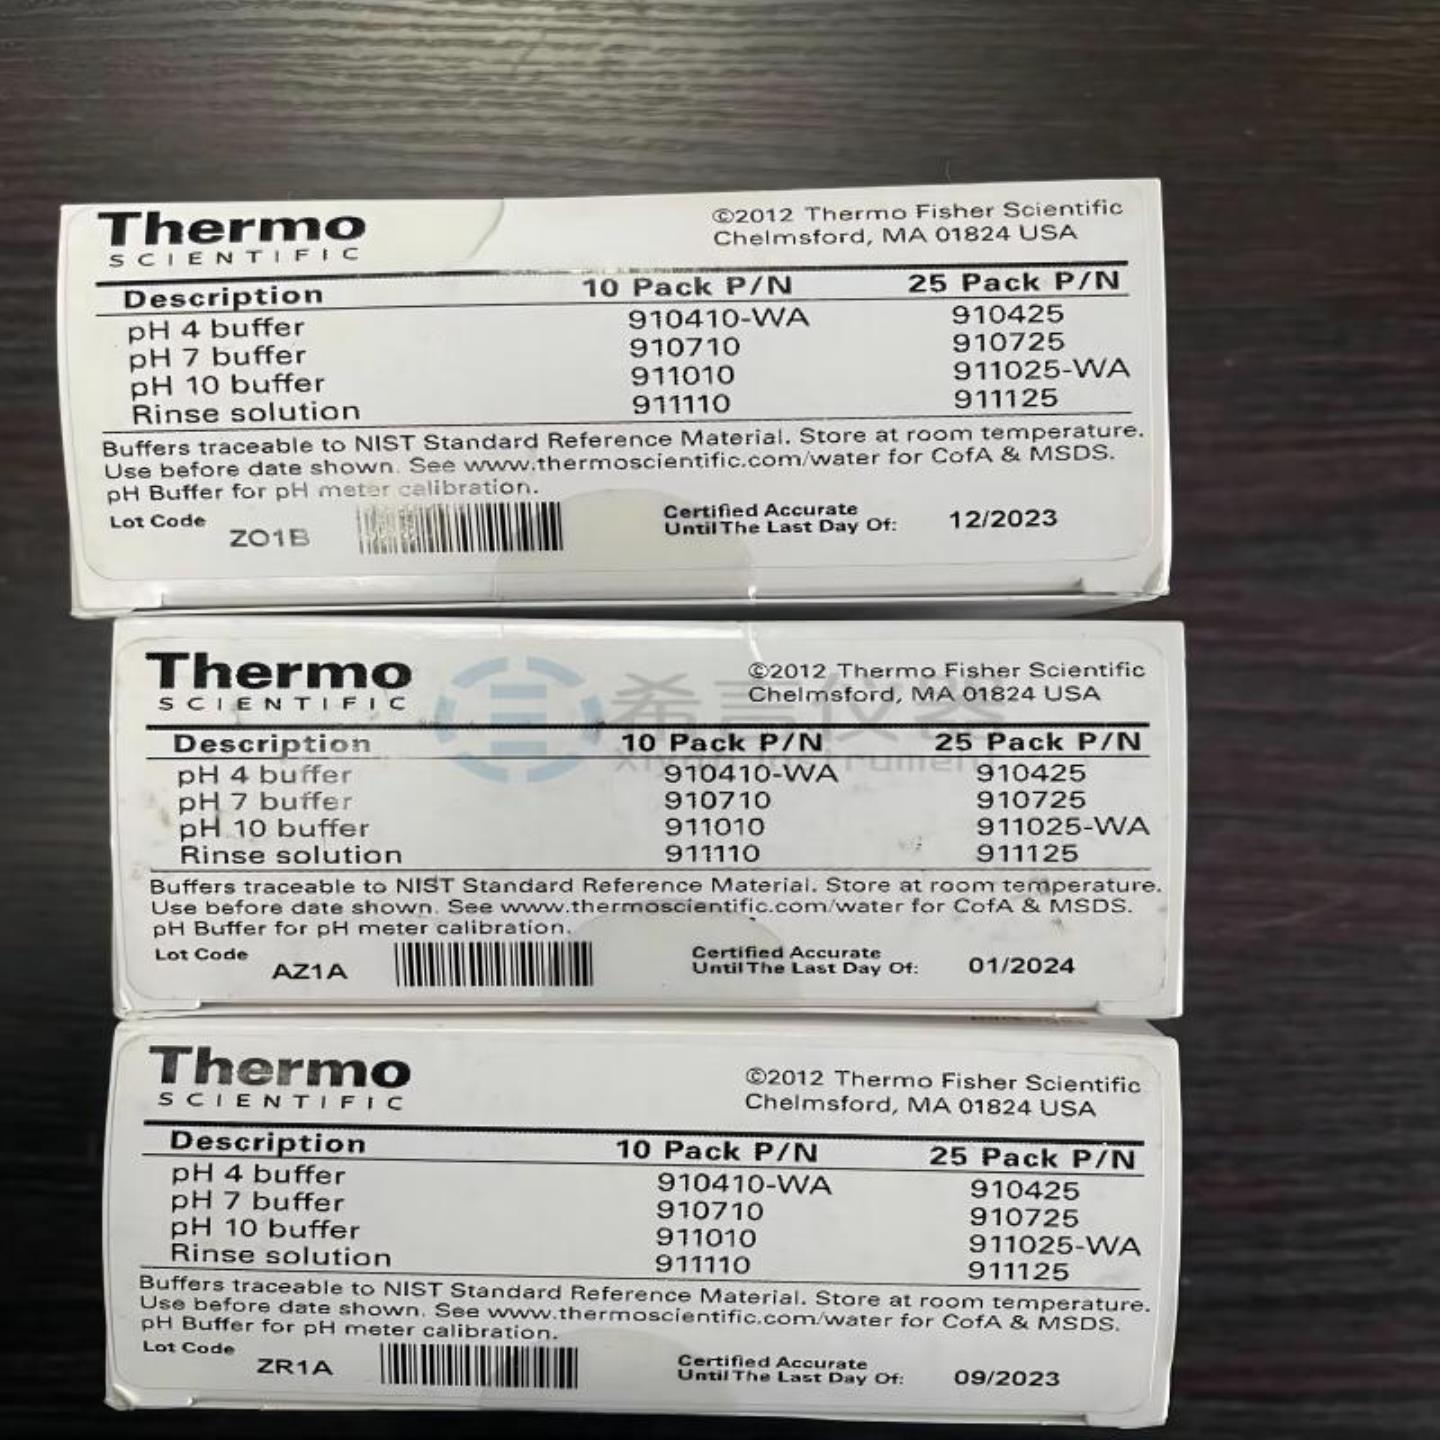 Thermo
SCIENTIFIC
©2012 Thermo Fisher Scientific
Chelmsford, MA 01824 USA
Description 10 Pack P/N 25 Pack P/N
pH 4 buffer 910410-WA 910425
pH 7 buffer 910710 910725
pH 10 buffer 911010 911025-WA
Rinse solution 911110 911125
Buffers traceable to NIST Standard Reference Material. Store at room temperature.
Use before date shown. See www.thermoscientific.com/water for CofA & MSDS.
pH Buffer for pH meter calibration.
Lot Code ZO1B
Certified Accurate
Until The Last Day Of: 12/2023
Thermo
SCIENTIFIC
©2012 Thermo Fisher Scientific
Chelmsford, MA 01824 USA
希言仪器
Xiyan Instrument
Description 10 Pack P/N 25 Pack P/N
pH 4 buffer 910410-WA 910425
pH 7 buffer 910710 910725
pH 10 buffer 911010 911025-WA
Rinse solution 911110 911125
Buffers traceable to NIST Standard Reference Material. Store at room temperature.
Use before date shown. See www.thermoscientific.com/water for CofA & MSDS.
pH Buffer for pH meter calibration.
Lot Code AZ1A
Certified Accurate
Until The Last Day Of: 01/2024
Thermo
SCIENTIFIC
©2012 Thermo Fisher Scientific
Chelmsford, MA 01824 USA
Description 10 Pack P/N 25 Pack P/N
pH 4 buffer 910410-WA 910425
pH 7 buffer 910710 910725
pH 10 buffer 911010 911025-WA
Rinse solution 911110 911125
Buffers traceable to NIST Standard Reference Material. Store at room temperature.
Use before date shown. See www.thermoscientific.com/water for CofA & MSDS.
pH Buffer for pH meter calibration.
Lot Code ZR1A
Certified Accurate
Until The Last Day Of: 09/2023